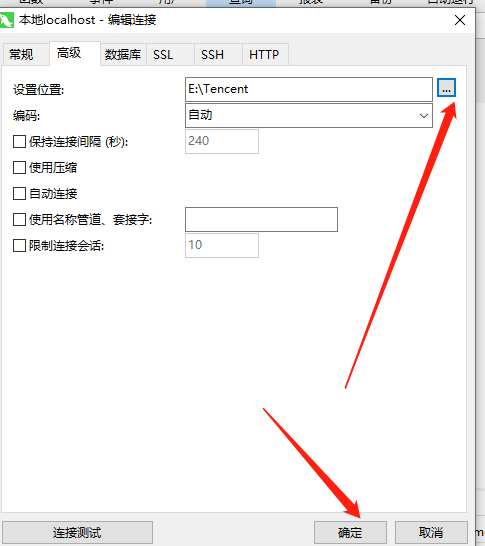 查询
本地localhost - 编辑连接
常规 高级 数据库 SSL SSH HTTP
设置位置: E:\Tencent ...
编码: 自动
保持连接间隔 (秒): 240
使用压缩
自动连接
使用名称管道、套接字:
限制连接会话: 10
连接测试 确定 取消